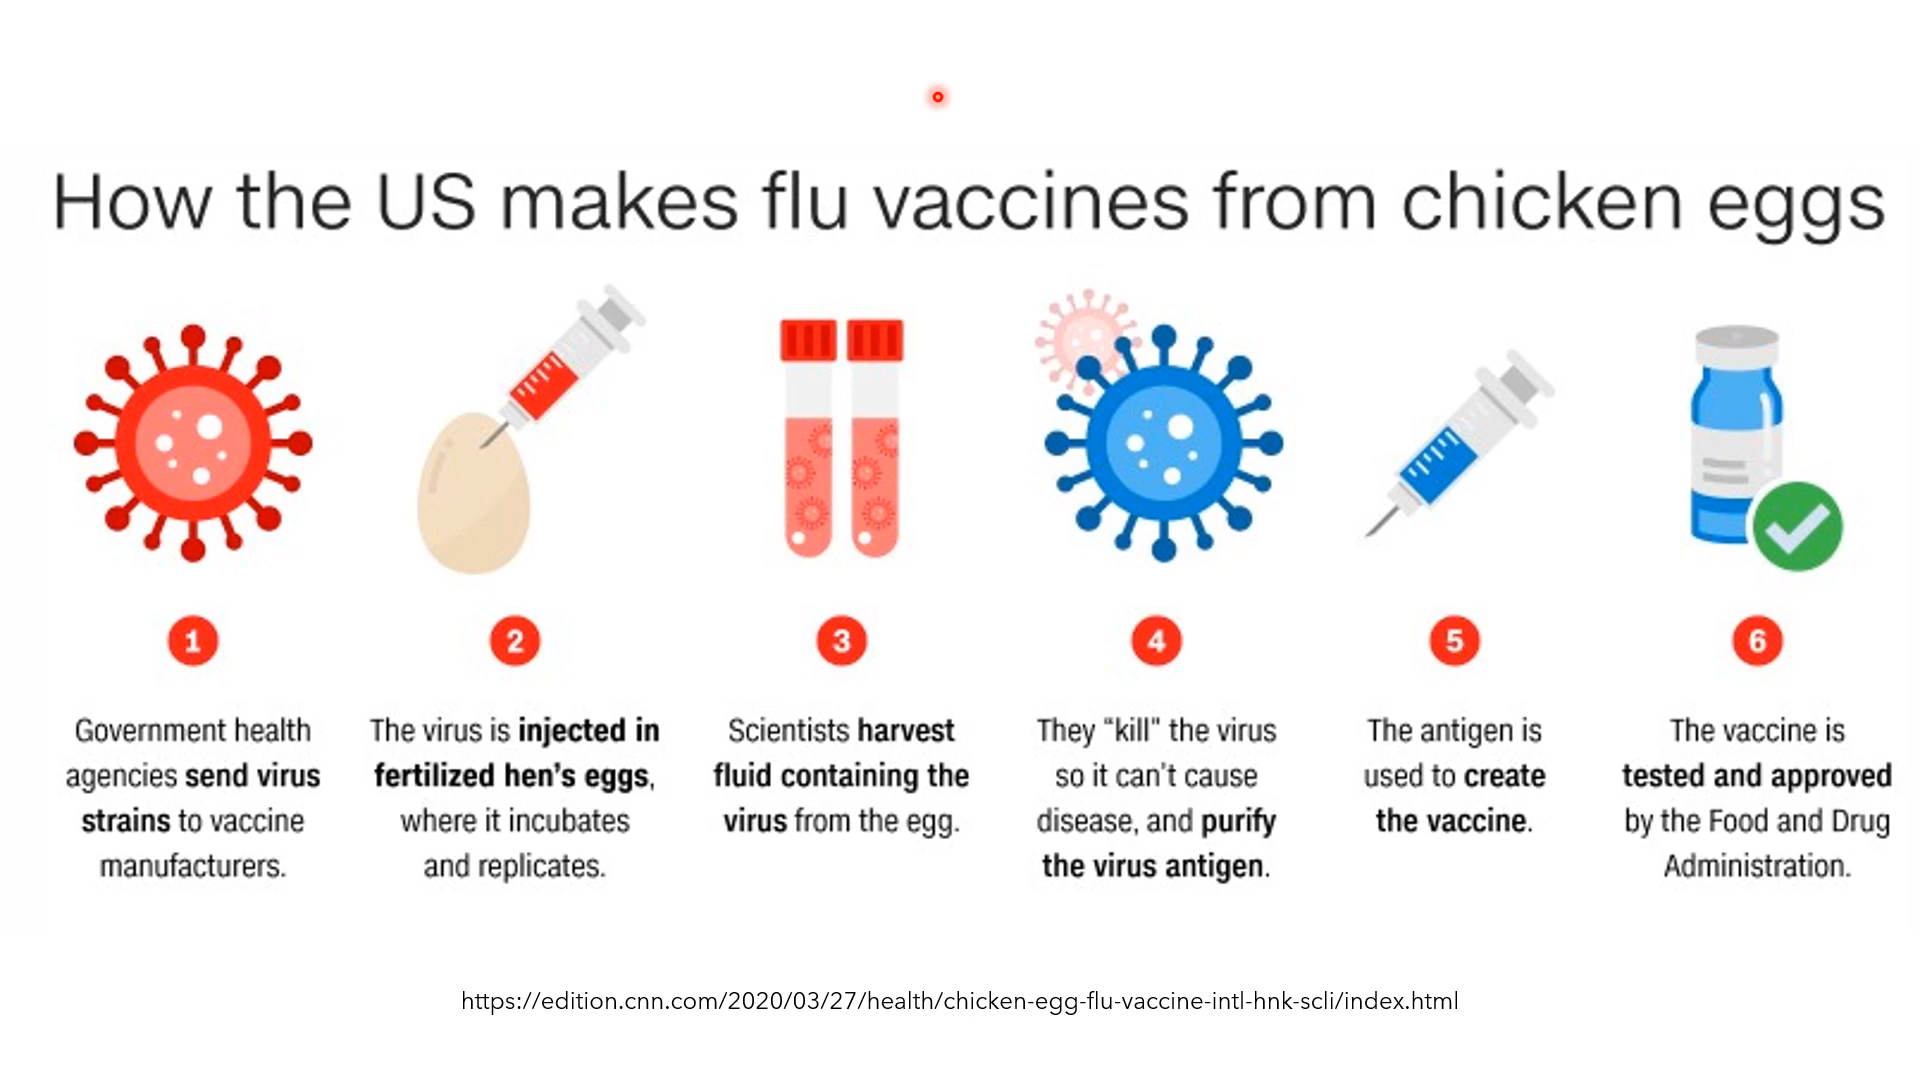 How the US makes flu vaccines from chicken eggs
1
Government health
agencies send virus
strains to vaccine
manufacturers.
2
The virus is injected in
fertilized hen's eggs,
where it incubates
and replicates.
3
Scientists harvest
fluid containing the
virus from the egg.
4
They "kill" the virus
so it can't cause
disease, and purify
the virus antigen.
5
The antigen is
used to create
the vaccine.
6
The vaccine is
tested and approved
by the Food and Drug
Administration.
https://edition.cnn.com/2020/03/27/health/chicken-egg-flu-vaccine-intl-hnk-scli/index.html